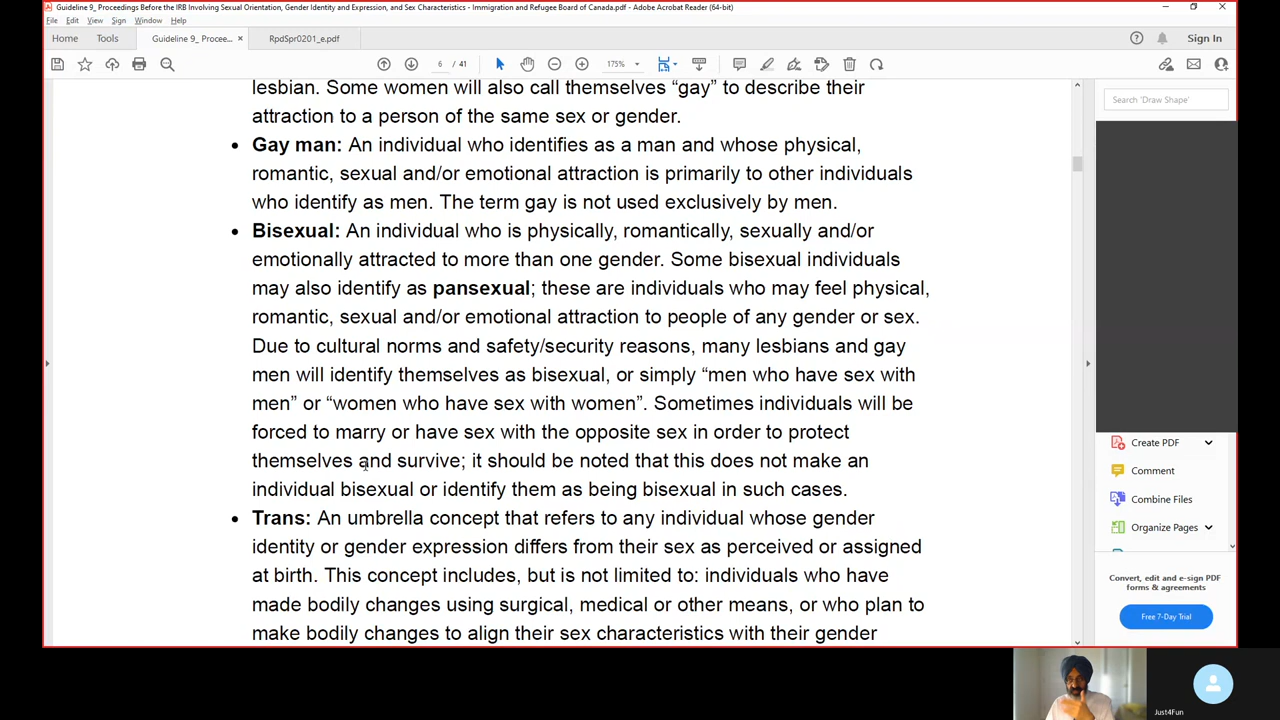 Guideline 9_ Proceedings Before the IRB Involving Sexual Orientation, Gender Identity and Expression, and Sex Characteristics - Immigration and Refugee Board of Canada.pdf - Adobe Acrobat Reader (64-bit)
File Edit View Sign Window Help
Home Tools Guideline 9_ Procee... × RpdSpr0201_e.pdf Sign In
6 / 41 175%
Search 'Draw Shape'
lesbian. Some women will also call themselves “gay” to describe their
attraction to a person of the same sex or gender.
• Gay man: An individual who identifies as a man and whose physical,
romantic, sexual and/or emotional attraction is primarily to other individuals
who identify as men. The term gay is not used exclusively by men.
• Bisexual: An individual who is physically, romantically, sexually and/or
emotionally attracted to more than one gender. Some bisexual individuals
may also identify as pansexual; these are individuals who may feel physical,
romantic, sexual and/or emotional attraction to people of any gender or sex.
Due to cultural norms and safety/security reasons, many lesbians and gay
men will identify themselves as bisexual, or simply “men who have sex with
men” or “women who have sex with women”. Sometimes individuals will be
forced to marry or have sex with the opposite sex in order to protect
themselves and survive; it should be noted that this does not make an
individual bisexual or identify them as being bisexual in such cases.
• Trans: An umbrella concept that refers to any individual whose gender
identity or gender expression differs from their sex as perceived or assigned
at birth. This concept includes, but is not limited to: individuals who have
made bodily changes using surgical, medical or other means, or who plan to
make bodily changes to align their sex characteristics with their gender
Create PDF
Comment
Combine Files
Organize Pages
Convert, edit and e-sign PDF
forms & agreements
Free 7-Day Trial
Just4Fun